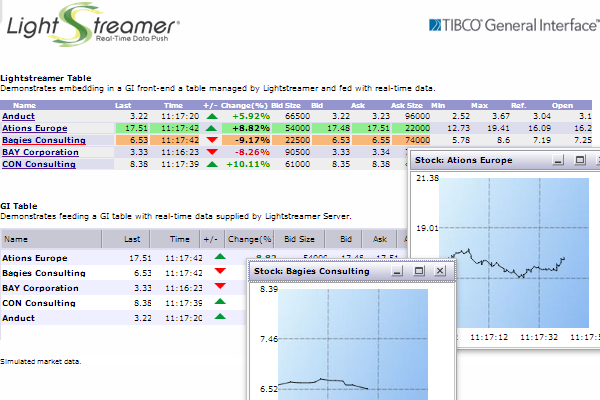 LightStreamer
Real-Time Data Push
TIBCO General Interface™
Lightstreamer Table
Demonstrates embedding in a GI front-end a table managed by Lightstreamer and fed with real-time data.
Name Last Time +/- Change(%) Bid Size Bid Ask Ask Size Min Max Ref. Open
Anduct 3.22 11:17:20 +5.92% 66500 3.22 3.23 96000 2.52 3.67 3.04 3.1
Ations Europe 17.51 11:17:42 +8.82% 54000 17.48 17.51 22000 12.73 19.41 16.09 16.2
Bagies Consulting 6.53 11:17:42 -9.17% 22500 6.53 6.55 74000 5.78 8.6 7.19 7.25
BAY Corporation 3.33 11:16:23 -8.26% 90500 3.33 3.34
CON Consulting 8.38 11:17:39 +10.11% 61000 8.35 8.38
Stock: Ations Europe
21.38
19.01
11:17:12 11:17:32
GI Table
Demonstrates feeding a GI table with real-time data supplied by Lightstreamer Server.
Name Last Time +/- Change(% Bid Size Bid Ask
Ations Europe 17.51 11:17:42
Bagies Consulting 6.53 11:17:42
BAY Corporation 3.33 11:16:23
CON Consulting 8.38 11:17:39
Anduct 3.22 11:17:20
Stock: Bagies Consulting
8.39
7.46
6.52
Simulated market data.